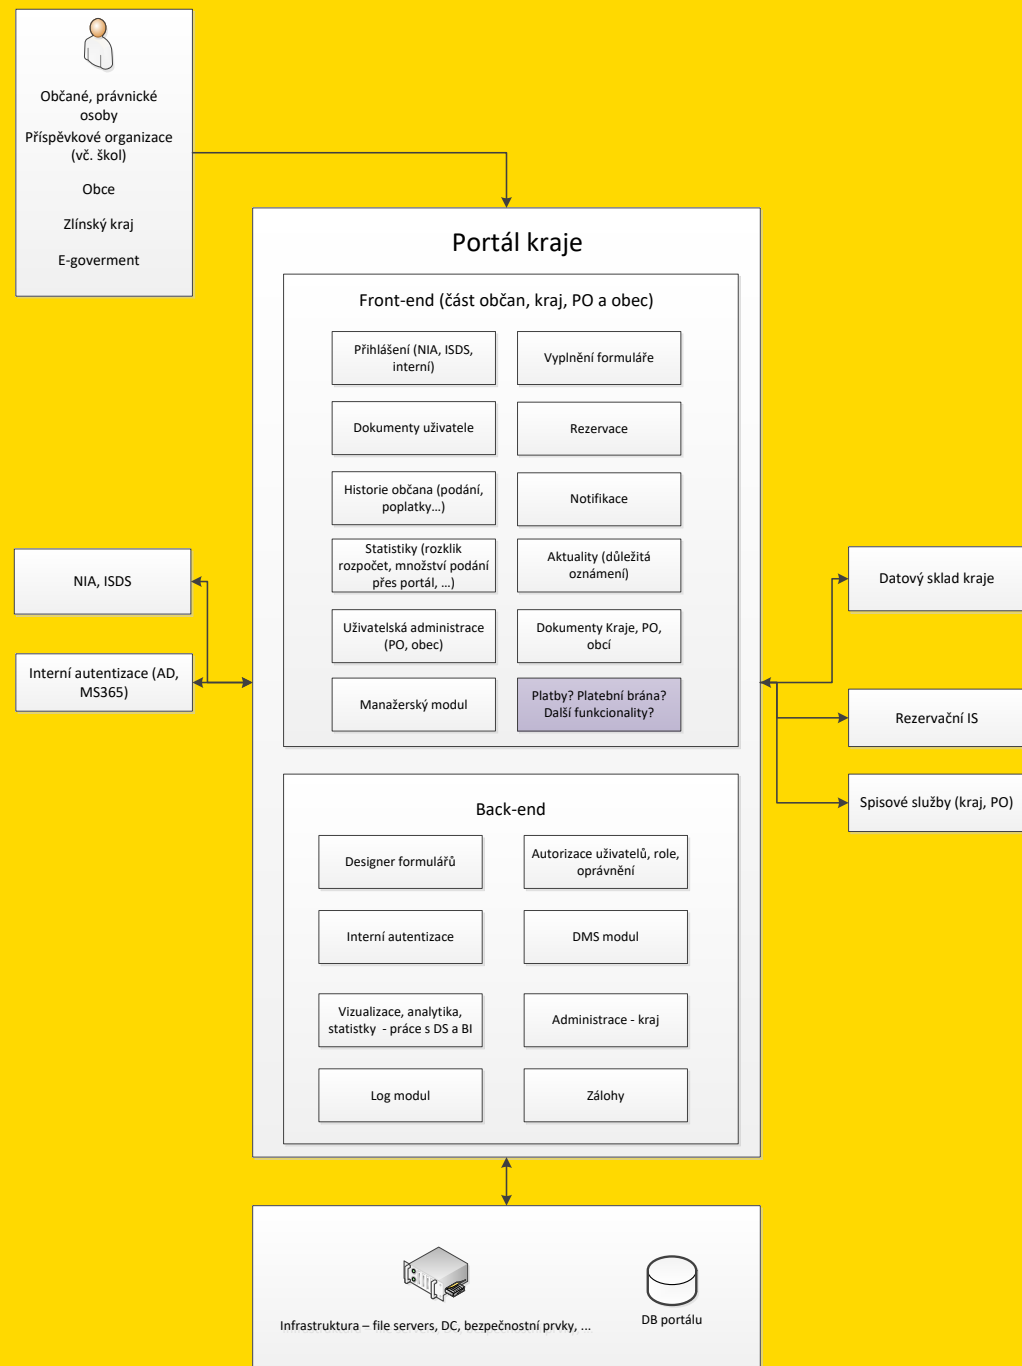 Občané, právnické
osoby
Příspěvkové organizace
(vč. škol)
Obce
Zlínský kraj
E-goverment
Portál kraje
Front-end (část občan, kraj, PO a obec)
Přihlášení (NIA, ISDS,
interní)
Vyplnění formuláře
Dokumenty uživatele
Rezervace
Historie občana (podání,
poplatky…)
Notifikace
Statistiky (rozklik
rozpočet, množství podání
přes portál, …)
Aktuality (důležitá
oznámení)
Uživatelská administrace
(PO, obec)
Dokumenty Kraje, PO,
obcí
Manažerský modul
Platby? Platební brána?
Další funkcionality?
NIA, ISDS
Interní autentizace (AD,
MS365)
Datový sklad kraje
Rezervační IS
Spisové služby (kraj, PO)
Back-end
Designer formulářů
Autorizace uživatelů, role,
oprávnění
Interní autentizace
DMS modul
Vizualizace, analytika,
statistky - práce s DS a BI
Administrace - kraj
Log modul
Zálohy
Infrastruktura – file servers, DC, bezpečnostní prvky, ...
DB portálu